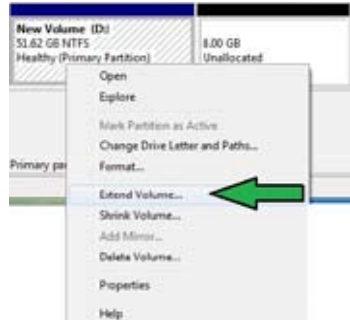 New Volume (D:)
51.62 GB NTFS
Healthy (Primary Partition)
8.00 GB
Unallocated
Open
Explore
Mark Partition as Active
Change Drive Letter and Paths...
Format...
Primary par
Extend Volume...
Shrink Volume...
Add Mirror...
Delete Volume...
Properties
Help